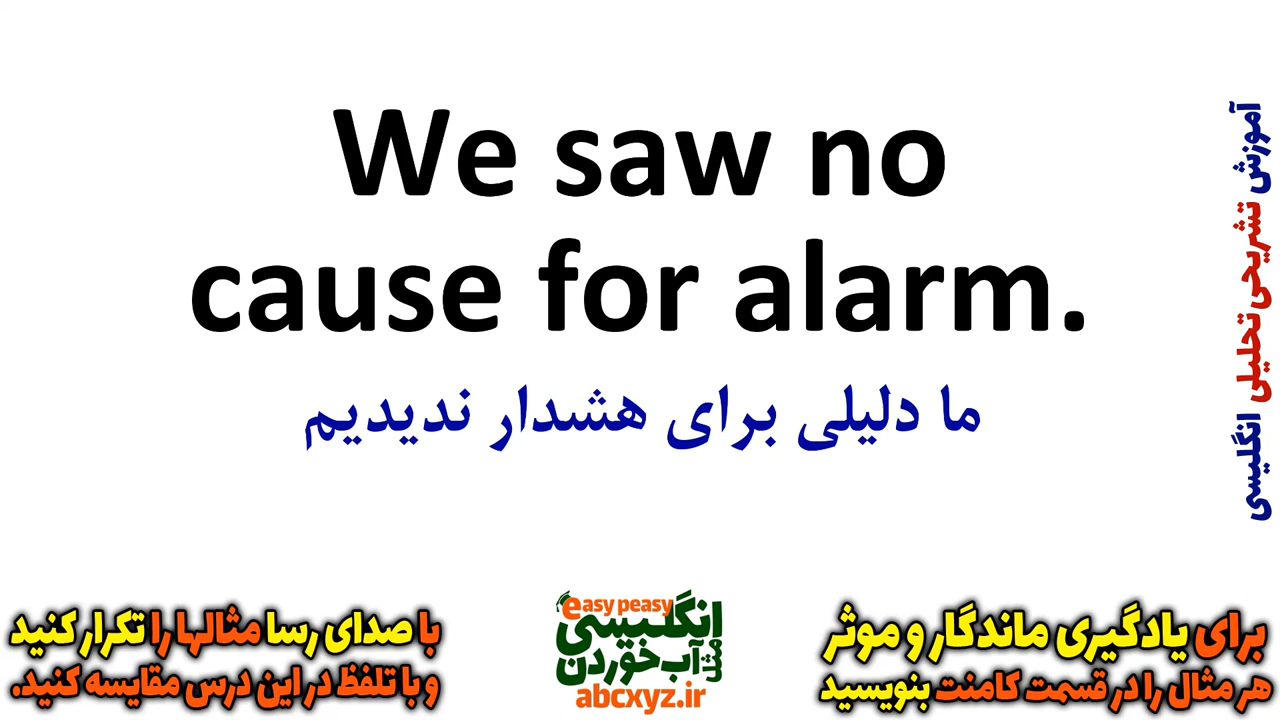 We saw no
cause for alarm.
ما دلیلی برای هشدار ندیدیم
آموزش تشریحی تحلیلی انگلیسی
با صدای رسا مثالها را تکرار کنید
و با تلفظ در این درس مقایسه کنید.
easy peasy
انگلیسی
مثل آب خوردن
abcxyz.ir
برای یادگیری ماندگار و موثر
هر مثال را در قسمت کامنت بنویسید